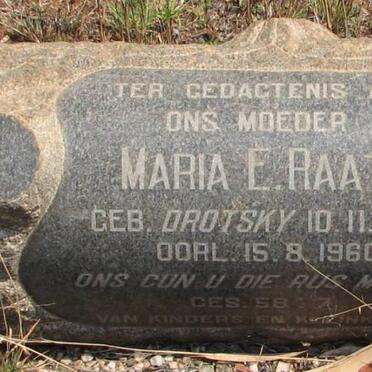 TER GEDACTENIS
ONS MOEDER
MARIA E. RAA
GEB. DROTSKY 10.11.
OORL. 15.8.1960
ONS GUN U DIE RUS M
GES. 58
VAN KINDERS EN K